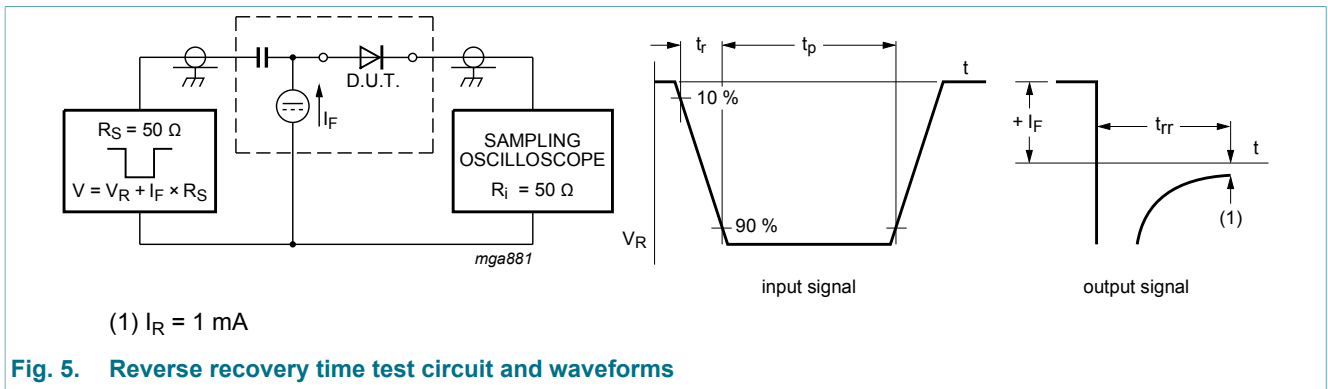 D.U.T.
I_F
R_S = 50 Ω
V = V_R + I_F × R_S
SAMPLING
OSCILLOSCOPE
R_i = 50 Ω
mga881
t_r
t_p
t
10 %
90 %
V_R
input signal
+ I_F
t_rr
t
(1)
output signal
(1) I_R = 1 mA
Fig. 5. Reverse recovery time test circuit and waveforms